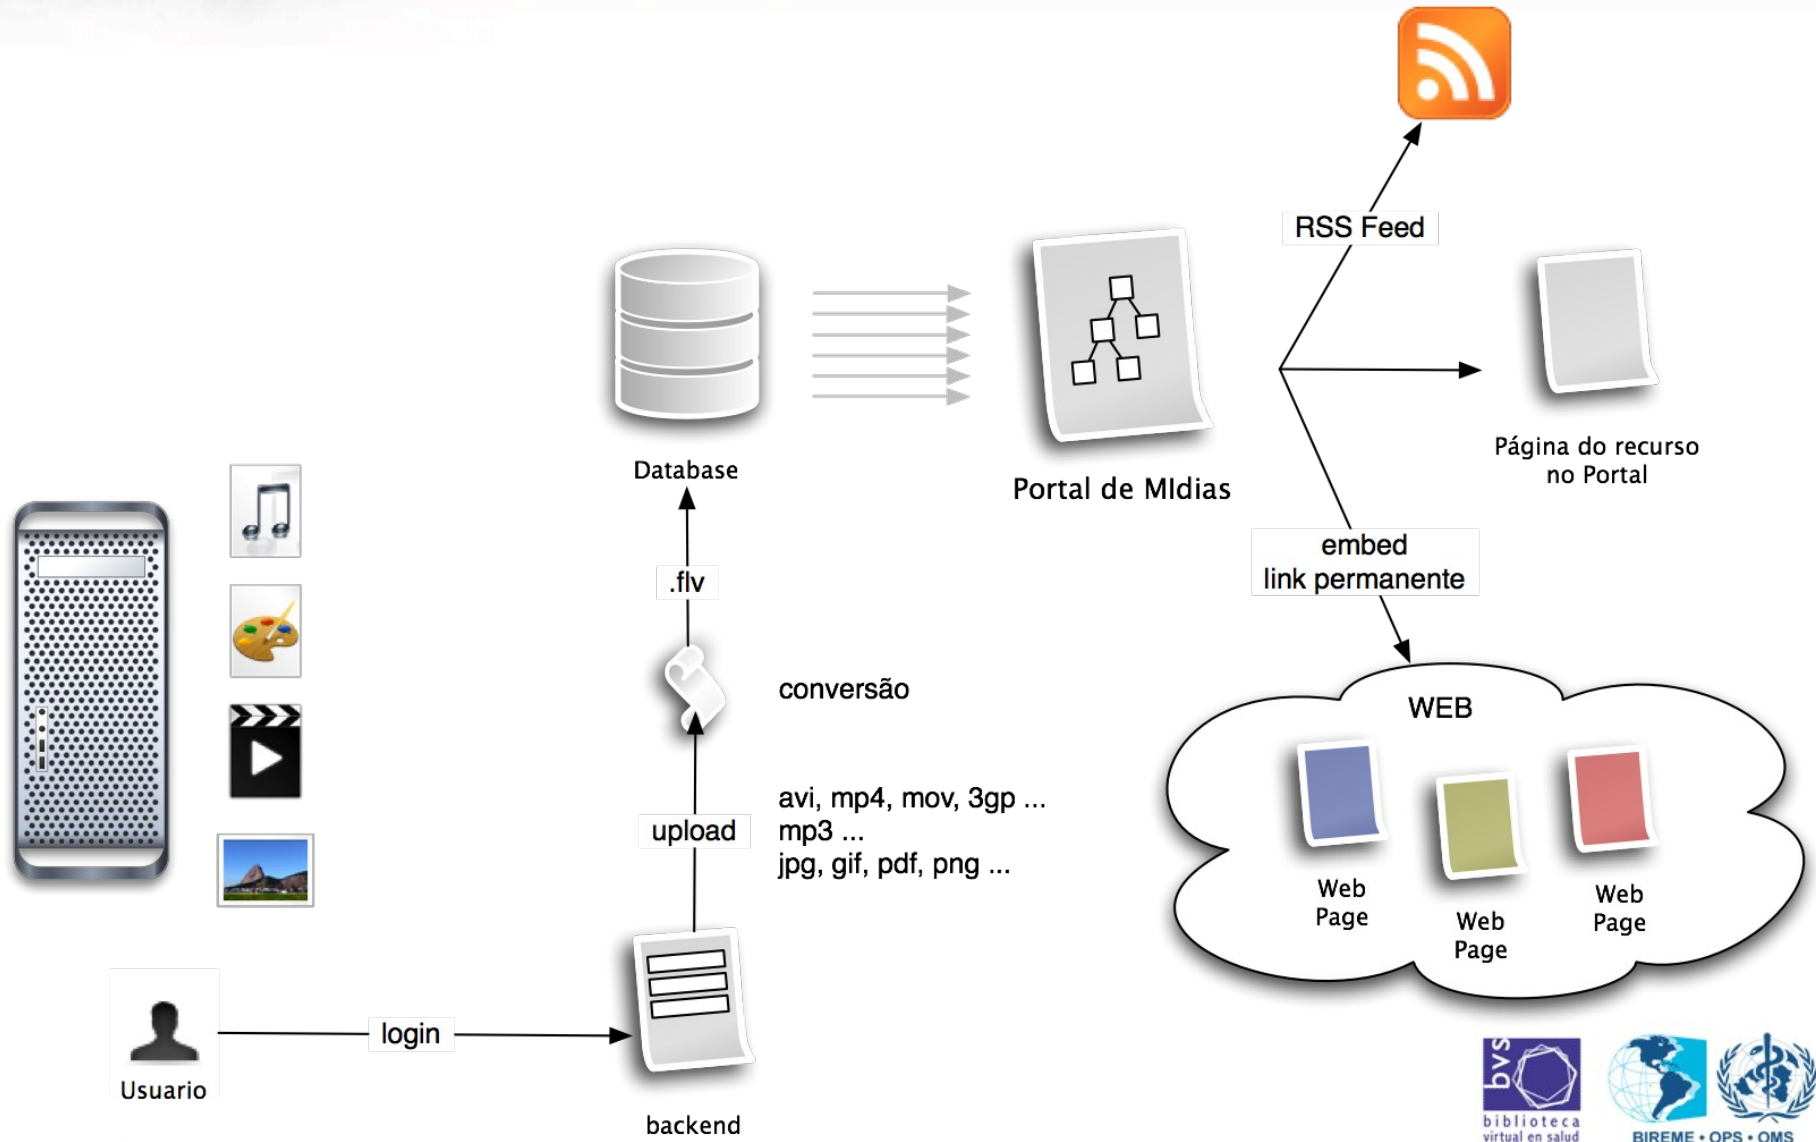 RSS Feed
Database
Portal de MIdias
Página do recurso
no Portal
.flv
embed
link permanente
conversão
WEB
avi, mp4, mov, 3gp ...
mp3 ...
jpg, gif, pdf, png ...
upload
Web
Page
Web
Page
Web
Page
login
Usuario
backend
bvs
biblioteca
virtual en salud
BIREME • OPS • OMS